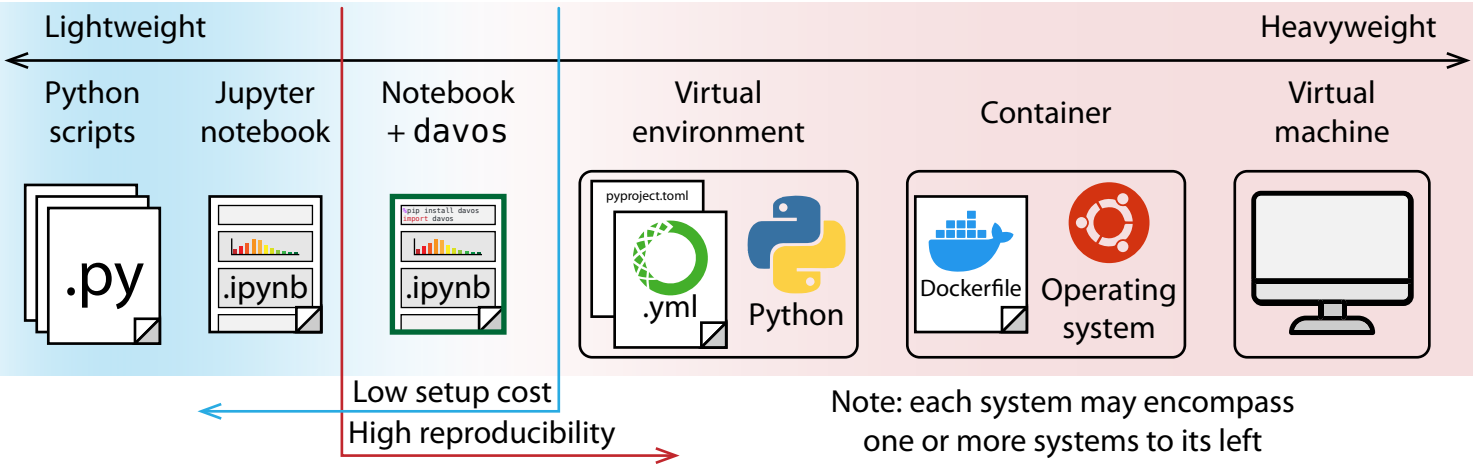 Lightweight
Heavyweight
Python
scripts
Jupyter
notebook
Notebook
+ davos
Virtual
environment
Container
Virtual
machine
.py
.ipynb
%pip install davos
import davos
.ipynb
pyproject.toml
.yml
Python
Dockerfile
Operating
system
Low setup cost
High reproducibility
Note: each system may encompass
one or more systems to its left